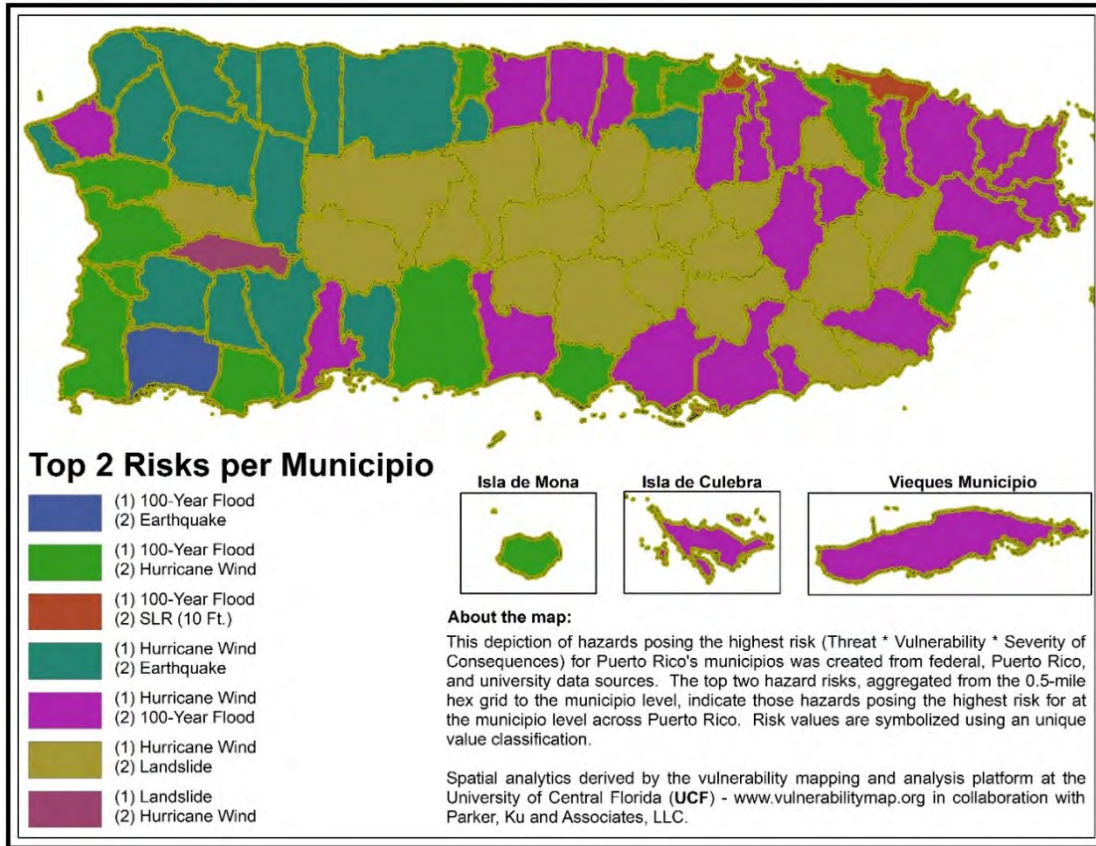 Top 2 Risks per Municipio
(1) 100-Year Flood
(2) Earthquake
(1) 100-Year Flood
(2) Hurricane Wind
(1) 100-Year Flood
(2) SLR (10 Ft.)
(1) Hurricane Wind
(2) Earthquake
(1) Hurricane Wind
(2) 100-Year Flood
(1) Hurricane Wind
(2) Landslide
(1) Landslide
(2) Hurricane Wind
Isla de Mona
Isla de Culebra
Vieques Municipio
About the map:
This depiction of hazards posing the highest risk (Threat * Vulnerability * Severity of
Consequences) for Puerto Rico's municipios was created from federal, Puerto Rico,
and university data sources. The top two hazard risks, aggregated from the 0.5-mile
hex grid to the municipio level, indicate those hazards posing the highest risk for at
the municipio level across Puerto Rico. Risk values are symbolized using an unique
value classification.
Spatial analytics derived by the vulnerability mapping and analysis platform at the
University of Central Florida (UCF) - www.vulnerabilitymap.org in collaboration with
Parker, Ku and Associates, LLC.